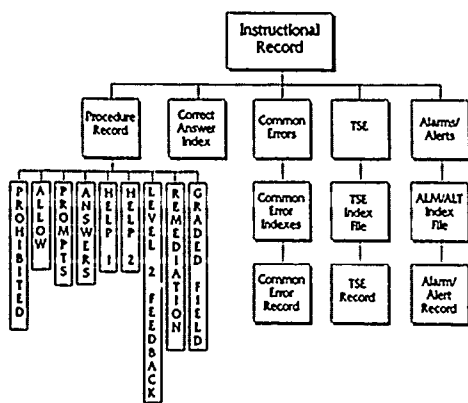 Instructional
Record
Procedure
Record
Correct
Answer
Index
Common
Errors
TSE
Alarms/
Alerts
PROHIBITED
ALLOW
PROMPTS
ANSWERS
HELP 1
HELP 2
LEVEL 2 FEEDBACK
REMEDIATION
GRADED FIELD
Common
Error
Indexes
TSE
Index
File
ALM/ALT
Index
File
Common
Error
Record
TSE
Record
Alarm/
Alert
Record